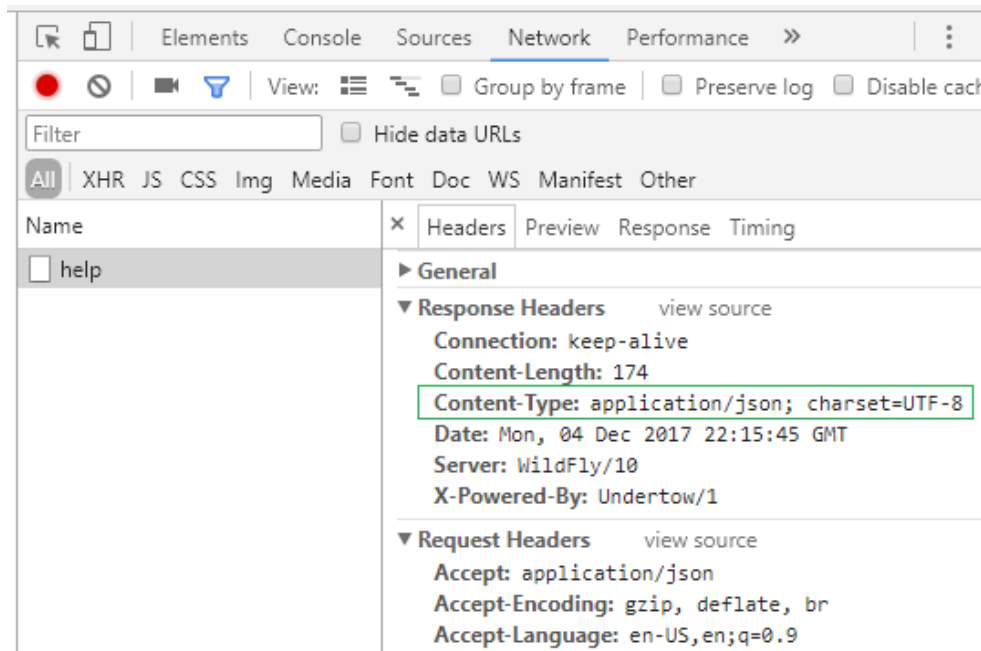 Elements Console Sources Network Performance »
View: Group by frame Preserve log Disable cach
Filter Hide data URLs
All XHR JS CSS Img Media Font Doc WS Manifest Other
Name
× Headers Preview Response Timing
help
General
Response Headers view source
Connection: keep-alive
Content-Length: 174
Content-Type: application/json; charset=UTF-8
Date: Mon, 04 Dec 2017 22:15:45 GMT
Server: WildFly/10
X-Powered-By: Undertow/1
Request Headers view source
Accept: application/json
Accept-Encoding: gzip, deflate, br
Accept-Language: en-US,en;q=0.9